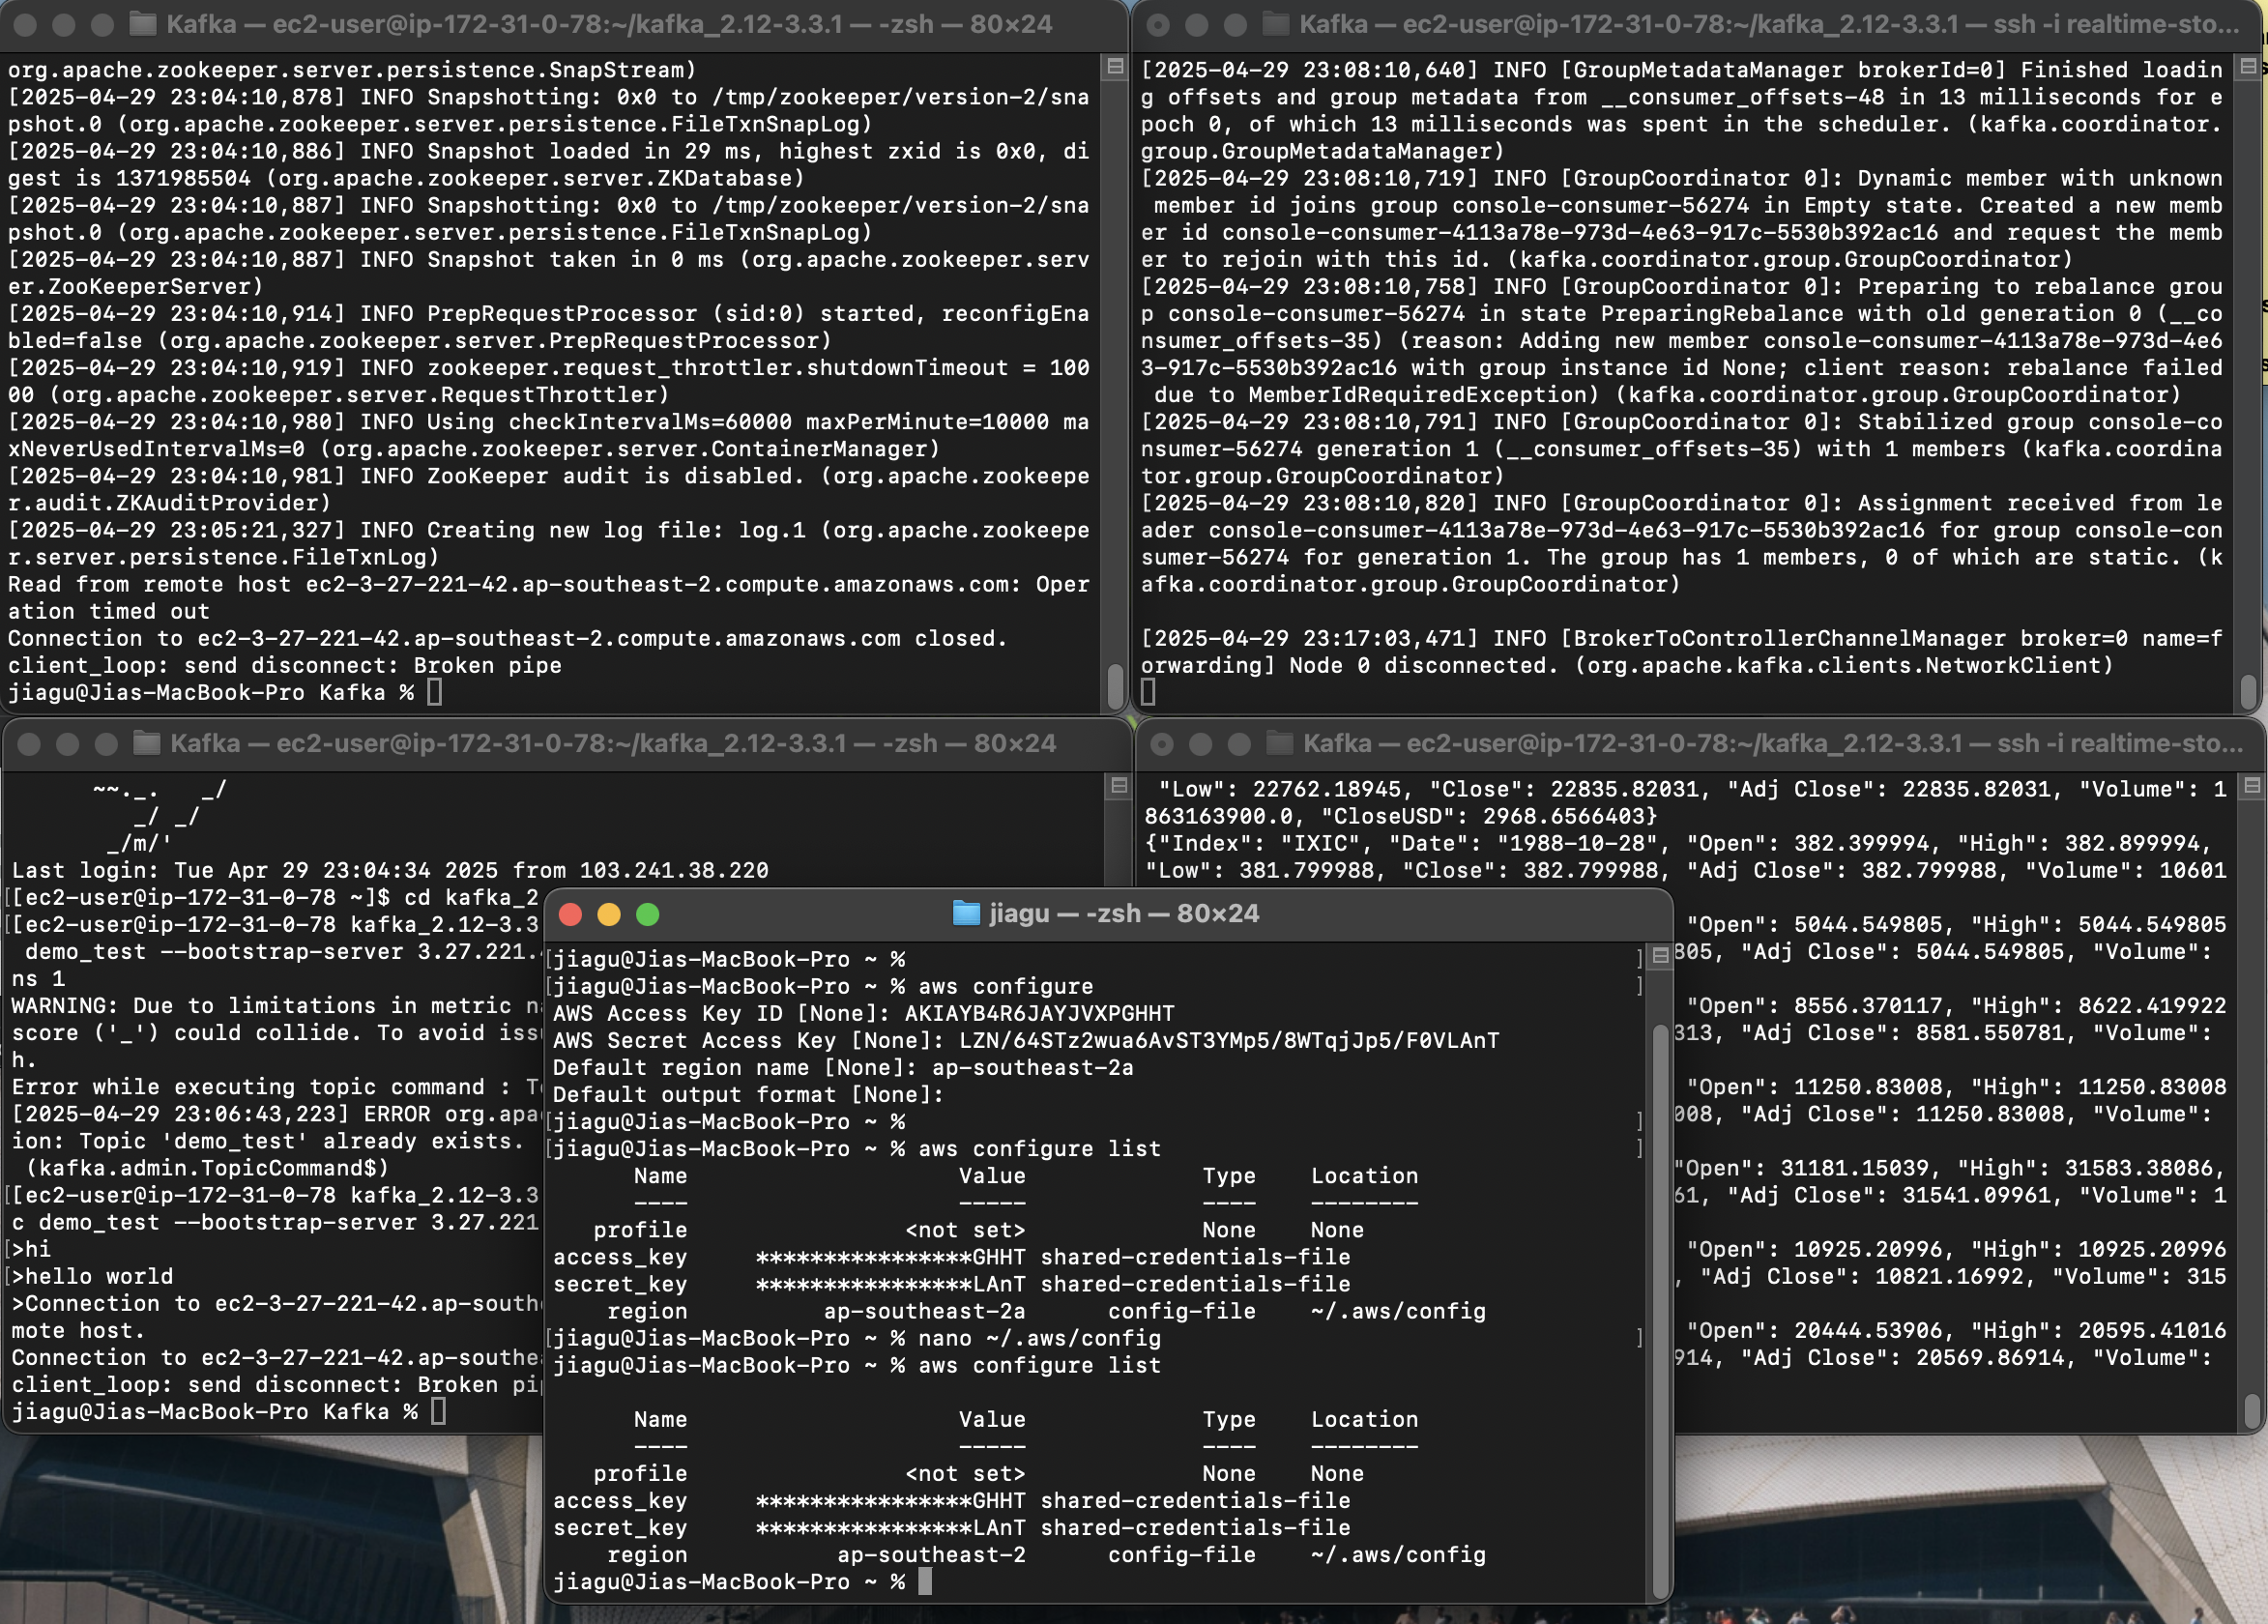 Kafka — ec2-user@ip-172-31-0-78:~/kafka_2.12-3.3.1 — -zsh — 80×24
org.apache.zookeeper.server.persistence.SnapStream)
[2025-04-29 23:04:10,878] INFO Snapshotting: 0x0 to /tmp/zookeeper/version-2/sna
pshot.0 (org.apache.zookeeper.server.persistence.FileTxnSnapLog)
[2025-04-29 23:04:10,886] INFO Snapshot loaded in 29 ms, highest zxid is 0x0, di
gest is 1371985504 (org.apache.zookeeper.server.ZKDatabase)
[2025-04-29 23:04:10,887] INFO Snapshotting: 0x0 to /tmp/zookeeper/version-2/sna
pshot.0 (org.apache.zookeeper.server.persistence.FileTxnSnapLog)
[2025-04-29 23:04:10,887] INFO Snapshot taken in 0 ms (org.apache.zookeeper.serv
er.ZooKeeperServer)
[2025-04-29 23:04:10,914] INFO PrepRequestProcessor (sid:0) started, reconfigEna
bled=false (org.apache.zookeeper.server.PrepRequestProcessor)
[2025-04-29 23:04:10,919] INFO zookeeper.request_throttler.shutdownTimeout = 100
00 (org.apache.zookeeper.server.RequestThrottler)
[2025-04-29 23:04:10,980] INFO Using checkIntervalMs=60000 maxPerMinute=10000 ma
xNeverUsedIntervalMs=0 (org.apache.zookeeper.server.ContainerManager)
[2025-04-29 23:04:10,981] INFO ZooKeeper audit is disabled. (org.apache.zookeepe
r.audit.ZKAuditProvider)
[2025-04-29 23:05:21,327] INFO Creating new log file: log.1 (org.apache.zookeepe
r.server.persistence.FileTxnLog)
Read from remote host ec2-3-27-221-42.ap-southeast-2.compute.amazonaws.com: Oper
ation timed out
Connection to ec2-3-27-221-42.ap-southeast-2.compute.amazonaws.com closed.
client_loop: send disconnect: Broken pipe
jiagu@Jias-MacBook-Pro Kafka %
Kafka — ec2-user@ip-172-31-0-78:~/kafka_2.12-3.3.1 — ssh -i realtime-sto...
[2025-04-29 23:08:10,640] INFO [GroupMetadataManager brokerId=0] Finished loadin
g offsets and group metadata from __consumer_offsets-48 in 13 milliseconds for e
poch 0, of which 13 milliseconds was spent in the scheduler. (kafka.coordinator.
group.GroupMetadataManager)
[2025-04-29 23:08:10,719] INFO [GroupCoordinator 0]: Dynamic member with unknown
 member id joins group console-consumer-56274 in Empty state. Created a new memb
er id console-consumer-4113a78e-973d-4e63-917c-5530b392ac16 and request the memb
er to rejoin with this id. (kafka.coordinator.group.GroupCoordinator)
[2025-04-29 23:08:10,758] INFO [GroupCoordinator 0]: Preparing to rebalance grou
p console-consumer-56274 in state PreparingRebalance with old generation 0 (__co
nsumer_offsets-35) (reason: Adding new member console-consumer-4113a78e-973d-4e6
3-917c-5530b392ac16 with group instance id None; client reason: rebalance failed
 due to MemberIdRequiredException) (kafka.coordinator.group.GroupCoordinator)
[2025-04-29 23:08:10,791] INFO [GroupCoordinator 0]: Stabilized group console-co
nsumer-56274 generation 1 (__consumer_offsets-35) with 1 members (kafka.coordina
tor.group.GroupCoordinator)
[2025-04-29 23:08:10,820] INFO [GroupCoordinator 0]: Assignment received from le
ader console-consumer-4113a78e-973d-4e63-917c-5530b392ac16 for group console-con
sumer-56274 for generation 1. The group has 1 members, 0 of which are static. (k
afka.coordinator.group.GroupCoordinator)
[2025-04-29 23:17:03,471] INFO [BrokerToControllerChannelManager broker=0 name=f
orwarding] Node 0 disconnected. (org.apache.kafka.clients.NetworkClient)
Kafka — ec2-user@ip-172-31-0-78:~/kafka_2.12-3.3.1 — -zsh — 80×24
~~._.   _/
_/ _/
_/m/'
Last login: Tue Apr 29 23:04:34 2025 from 103.241.38.220
[[ec2-user@ip-172-31-0-78 ~]$ cd kafka_2
[[ec2-user@ip-172-31-0-78 kafka_2.12-3.3
 demo_test --bootstrap-server 3.27.221.
ns 1
WARNING: Due to limitations in metric
score ('_') could collide. To avoid
h.
Error while executing topic command :
[2025-04-29 23:06:43,223] ERROR
ion: Topic 'demo_test' already exists.
 (kafka.admin.TopicCommand$)
[[ec2-user@ip-172-31-0-78 kafka_2.12-3.3
c demo_test --bootstrap-server 3.27.221
[>hi
[>hello world
>Connection to
mote host.
Connection to
client_loop: send disconnect: Broken
jiagu@Jias-MacBook-Pro Kafka %
Kafka — ec2-user@ip-172-31-0-78:~/kafka_2.12-3.3.1 — ssh -i realtime-sto...
 "Low": 22762.18945, "Close": 22835.82031, "Adj Close": 22835.82031, "Volume": 1
863163900.0, "CloseUSD": 2968.6566403}
{"Index": "IXIC", "Date": "1988-10-28", "Open": 382.399994, "High": 382.899994,
"Low": 381.799988, "Close": 382.799988, "Adj Close": 382.799988, "Volume": 10601
"Open": 5044.549805, "High": 5044.549805
805, "Adj Close": 5044.549805, "Volume":
"Open": 8556.370117, "High": 8622.419922
313, "Adj Close": 8581.550781, "Volume":
"Open": 11250.83008, "High": 11250.83008
008, "Adj Close": 11250.83008, "Volume":
"Open": 31181.15039, "High": 31583.38086,
61, "Adj Close": 31541.09961, "Volume": 1
"Open": 10925.20996, "High": 10925.20996
, "Adj Close": 10821.16992, "Volume": 315
"Open": 20444.53906, "High": 20595.41016
914, "Adj Close": 20569.86914, "Volume":
jiagu — -zsh — 80×24
[jiagu@Jias-MacBook-Pro ~ % ]
[jiagu@Jias-MacBook-Pro ~ % aws configure ]
AWS Access Key ID [None]: AKIAYB4R6JAYJVXPGHHT
AWS Secret Access Key [None]: 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
Default region name [None]: ap-southeast-2a
Default output format [None]:
[jiagu@Jias-MacBook-Pro ~ % ]
[jiagu@Jias-MacBook-Pro ~ % aws configure list ]
Name Value Type Location
---- ----- ---- --------
profile <not set> None None
access_key ****************GHHT shared-credentials-file
secret_key ****************LAnT shared-credentials-file
region ap-southeast-2a config-file ~/.aws/config
[jiagu@Jias-MacBook-Pro ~ % nano ~/.aws/config ]
jiagu@Jias-MacBook-Pro ~ % aws configure list
Name Value Type Location
---- ----- ---- --------
profile <not set> None None
access_key ****************GHHT shared-credentials-file
secret_key ****************LAnT shared-credentials-file
region ap-southeast-2 config-file ~/.aws/config
jiagu@Jias-MacBook-Pro ~ %